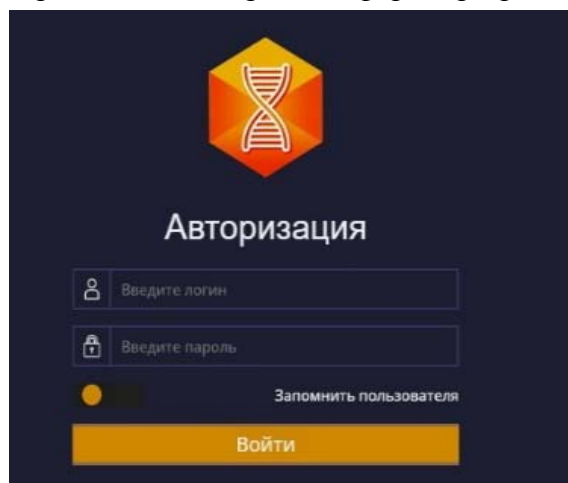 Авторизация
Введите логин
Введите пароль
Запомнить пользователя
Войти